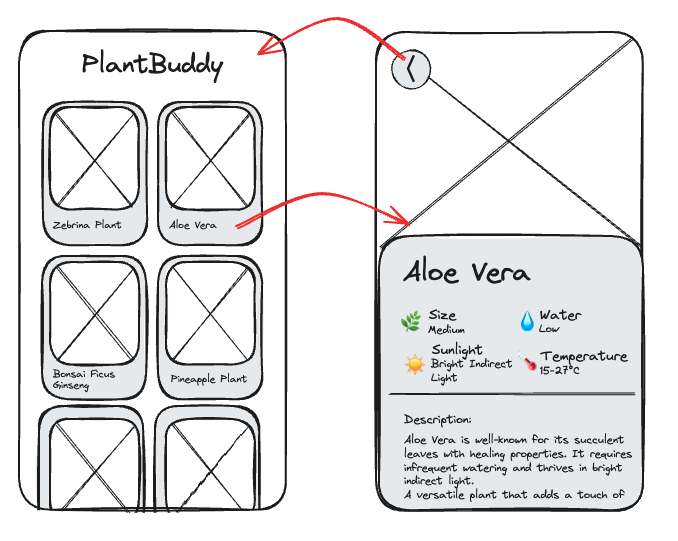 PlantBuddy
Zebrina Plant
Aloe Vera
Bonsai Ficus
Ginseng
Pineapple Plant
Aloe Vera
Size
Medium
Water
Low
Sunlight
Bright Indirect
Light
Temperature
15-27°C
Description:
Aloe Vera is well-known for its succulent
leaves with healing properties. It requires
infrequent watering and thrives in bright
indirect light.
A versatile plant that adds a touch of